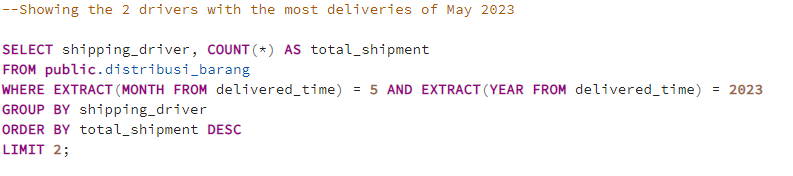 --Showing the 2 drivers with the most deliveries of May 2023
SELECT shipping_driver, COUNT(*) AS total_shipment
FROM public.distribusi_barang
WHERE EXTRACT(MONTH FROM delivered_time) = 5 AND EXTRACT(YEAR FROM delivered_time) = 2023
GROUP BY shipping_driver
ORDER BY total_shipment DESC
LIMIT 2;